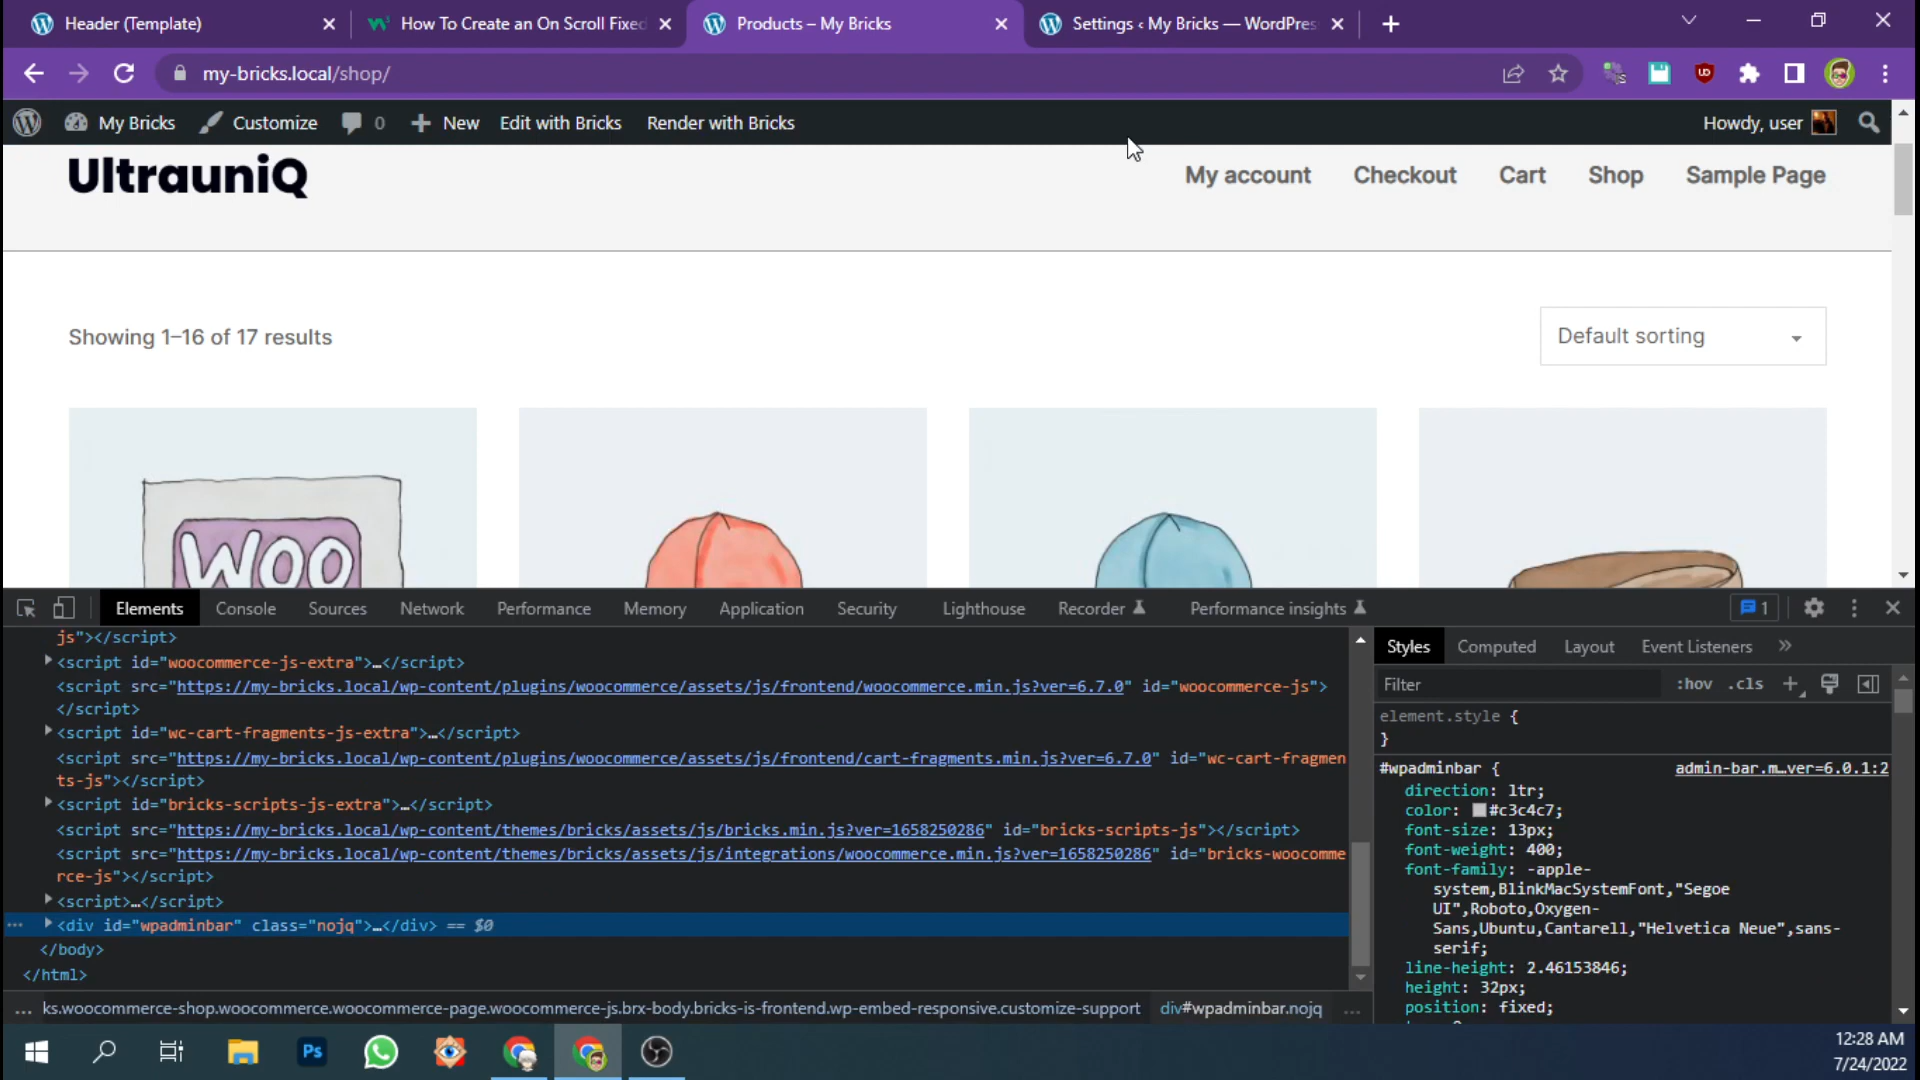 Header (Template)
How To Create an On Scroll Fixed
Products – My Bricks
Settings ‹ My Bricks — WordPres
my-bricks.local/shop/
My Bricks
Customize
0
New
Edit with Bricks
Render with Bricks
Howdy, user
UltrauniQ
My account
Checkout
Cart
Shop
Sample Page
Showing 1–16 of 17 results
Default sorting
WOO
Elements
Console
Sources
Network
Performance
Memory
Application
Security
Lighthouse
Recorder
Performance insights
1
js"></script>
<script id="woocommerce-js-extra">…</script>
<script src="https://my-bricks.local/wp-content/plugins/woocommerce/assets/js/frontend/woocommerce.min.js?ver=6.7.0" id="woocommerce-js">
</script>
<script id="wc-cart-fragments-js-extra">…</script>
<script src="https://my-bricks.local/wp-content/plugins/woocommerce/assets/js/frontend/cart-fragments.min.js?ver=6.7.0" id="wc-cart-fragmen
ts-js"></script>
<script id="bricks-scripts-js-extra">…</script>
<script src="https://my-bricks.local/wp-content/themes/bricks/assets/js/bricks.min.js?ver=1658250286" id="bricks-scripts-js"></script>
<script src="https://my-bricks.local/wp-content/themes/bricks/assets/js/integrations/woocommerce.min.js?ver=1658250286" id="bricks-woocomme
rce-js"></script>
<script>…</script>
<div id="wpadminbar" class="nojq">…</div> == $0
</body>
</html>
... ks.woocommerce-shop.woocommerce.woocommerce-page.woocommerce-js.brx-body.bricks-is-frontend.wp-embed-responsive.customize-support
div#wpadminbar.nojq
...
Styles
Computed
Layout
Event Listeners
Filter
:hov
.cls
element.style {
}
#wpadminbar {
admin-bar.m…ver=6.0.1:2
direction: ltr;
color: #c3c4c7;
font-size: 13px;
font-weight: 400;
font-family: -apple-
system,BlinkMacSystemFont,"Segoe
UI",Roboto,Oxygen-
Sans,Ubuntu,Cantarell,"Helvetica Neue",sans-
serif;
line-height: 2.46153846;
height: 32px;
position: fixed;
Ps
12:28 AM
7/24/2022